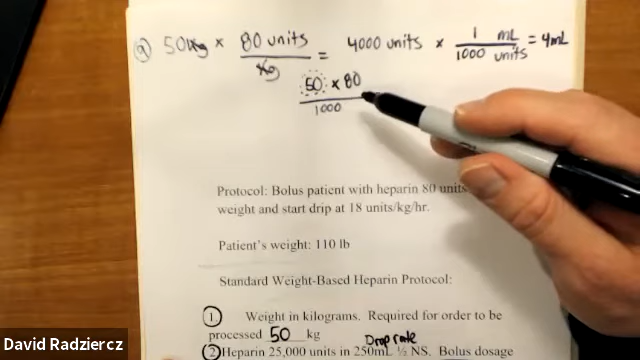 a 50 kg × 80 units / kg = 4000 units × 1 mL / 1000 units = 4mL
50 × 80
1000
Protocol: Bolus patient with heparin 80 units
weight and start drip at 18 units/kg/hr.
Patient's weight: 110 lb
Standard Weight-Based Heparin Protocol:
1. Weight in kilograms. Required for order to be
processed 50 kg
Drop rate
2 Heparin 25,000 units in 250mL ½ NS. Bolus dosage
David Radziercz